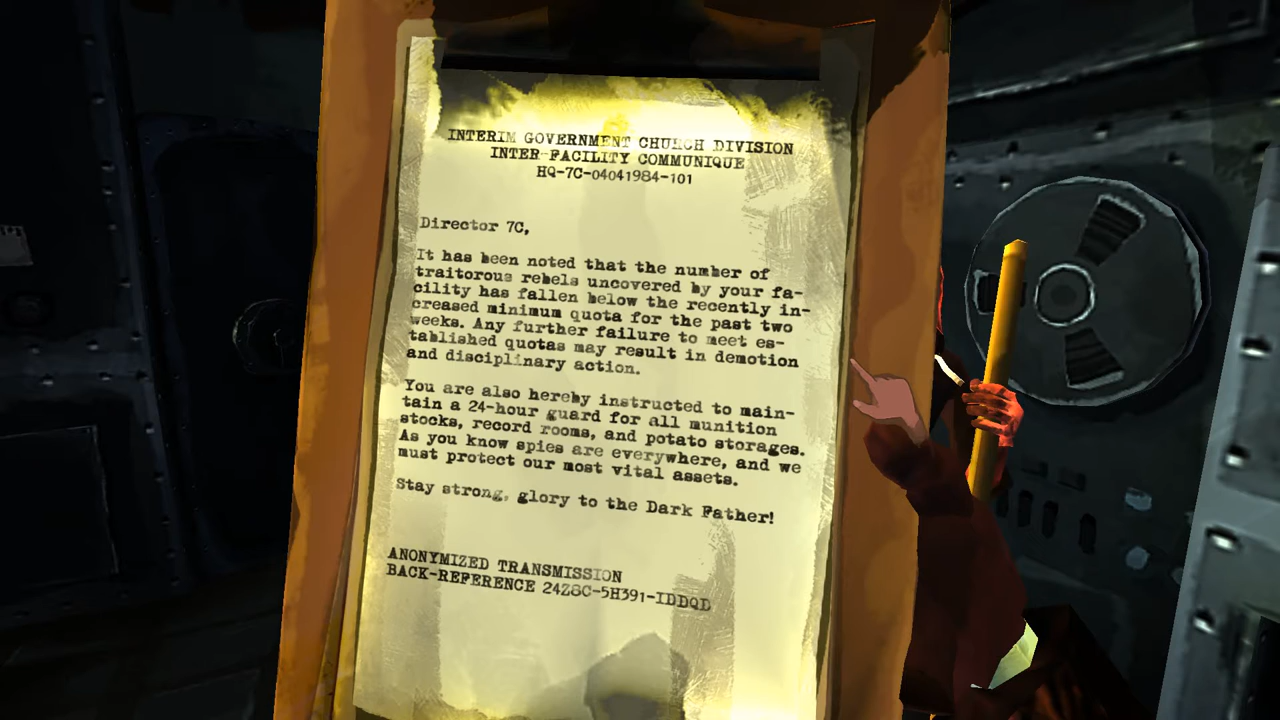 INTERIM GOVERNMENT CHURCH DIVISION
INTER-FACILITY COMMUNIQUE
HQ-7C-04041984-101
Director 7C,
It has been noted that the number of
traitorous rebels uncovered by your fa-
cility has fallen below the recently in-
creased minimum quota for the past two
weeks. Any further failure to meet es-
tablished quotas may result in demotion
and disciplinary action.
You are also hereby instructed to main-
tain a 24-hour guard for all munition
stocks, record rooms, and potato storages.
As you know spies are everywhere, and we
must protect our most vital assets.
Stay strong, glory to the Dark Father!
ANONYMIZED TRANSMISSION
BACK-REFERENCE 24Z8C-5H391-IDDQD